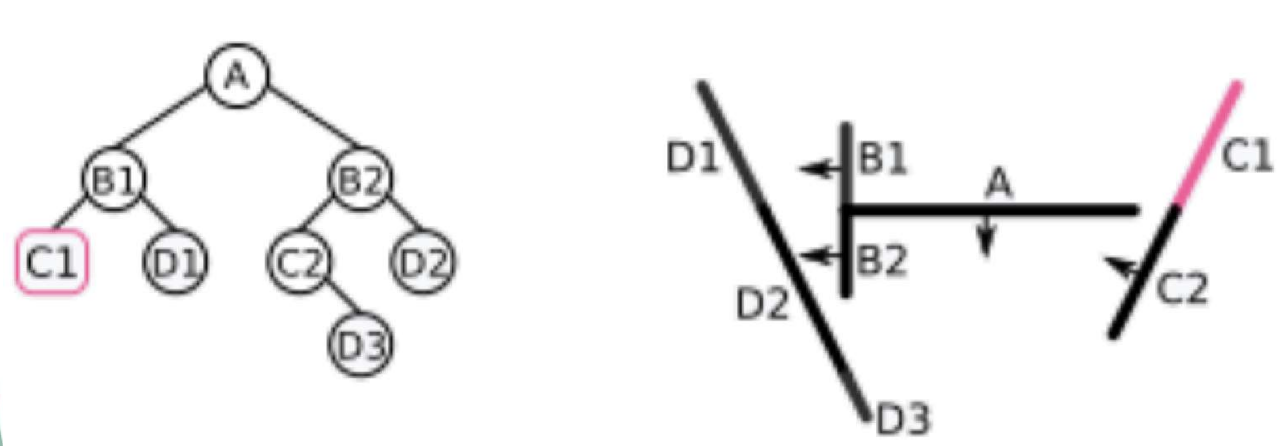 A
B1 B2
C1 D1 C2 D2
D3
D1 B1 A C1
B2 C2
D2
D3